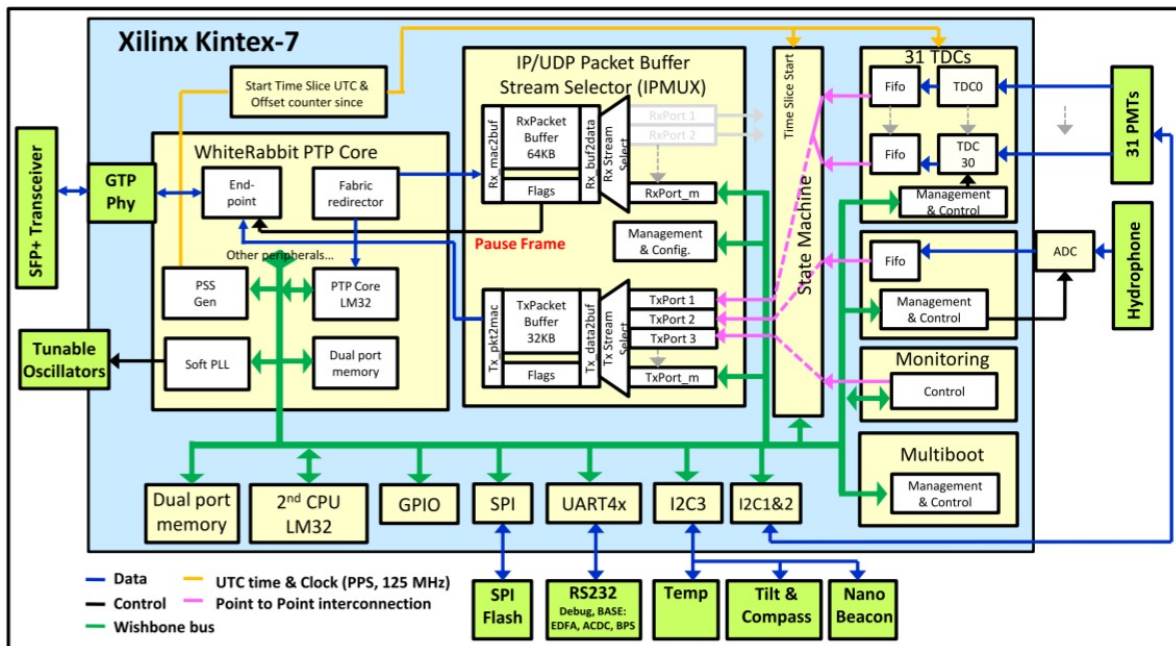 Xilinx Kintex-7
Start Time Slice UTC &
Offset counter since
IP/UDP Packet Buffer
Stream Selector (IPMUX)
Rx_mac2buf
RxPacket
Buffer
64KB
Flags
Rx_buf2data
Rx Stream
Select
RxPort 1
RxPort 2
RxPort_m
Management
& Config.
Pause Frame
Tx_pkt2mac
TxPacket
Buffer
32KB
Flags
Tx_data2buf
Tx Stream
Select
TxPort 1
TxPort 2
TxPort 3
TxPort_m
Time Slice Start
State Machine
31 TDCs
Fifo
TDC0
Fifo
TDC
30
Management
& Control
31 PMTs
Fifo
Management
& Control
ADC
Hydrophone
Monitoring
Control
Multiboot
Management
& Control
SFP+ Transceiver
GTP
Phy
WhiteRabbit PTP Core
End-
point
Fabric
redirector
Other peripherals...
PSS
Gen
PTP Core
LM32
Soft PLL
Dual port
memory
Tunable
Oscillators
Dual port
memory
2nd CPU
LM32
GPIO
SPI
UART4x
I2C3
I2C1&2
Data
Control
Wishbone bus
UTC time & Clock (PPS, 125 MHz)
Point to Point interconnection
SPI
Flash
RS232
Debug, BASE:
EDFA, ACDC, BPS
Temp
Tilt &
Compass
Nano
Beacon